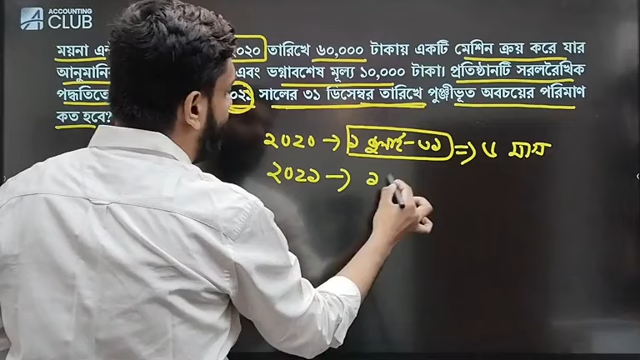 ACCOUNTING
CLUB
ময়না ২০২০ তারিখে ৬০,০০০ টাকায় একটি মেশিন ক্রয় করে যার
আনুমানিক এবং ভগ্নাবশেষ মূল্য ১০,০০০ টাকা। প্রতিষ্ঠানটি সরলরৈখিক
পদ্ধতিতে ২০২১ সালের ৩১ ডিসেম্বর তারিখে পুঞ্জীভূত অবচয়ের পরিমাণ
কত হবে?
২০২০ → ১ জুলাই-৩১ => ৬ মাস
২০২১ → ১